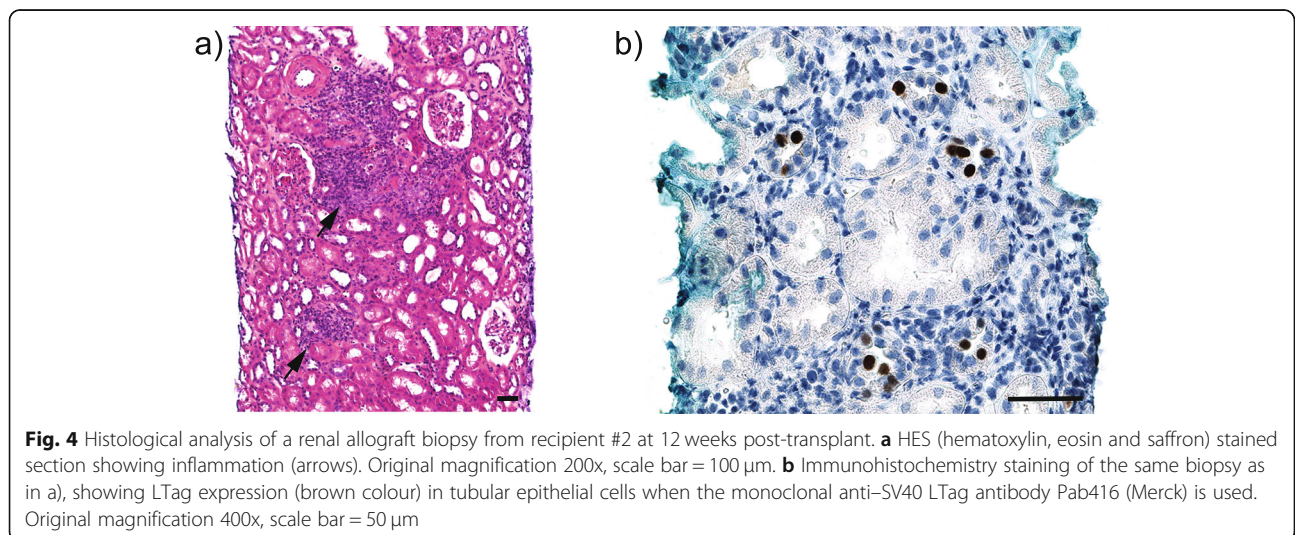 a)
b)
Fig. 4 Histological analysis of a renal allograft biopsy from recipient #2 at 12 weeks post-transplant. a HES (hematoxylin, eosin and saffron) stained
section showing inflammation (arrows). Original magnification 200x, scale bar = 100 μm. b Immunohistochemistry staining of the same biopsy as
in a), showing LTag expression (brown colour) in tubular epithelial cells when the monoclonal anti–SV40 LTag antibody Pab416 (Merck) is used.
Original magnification 400x, scale bar = 50 μm